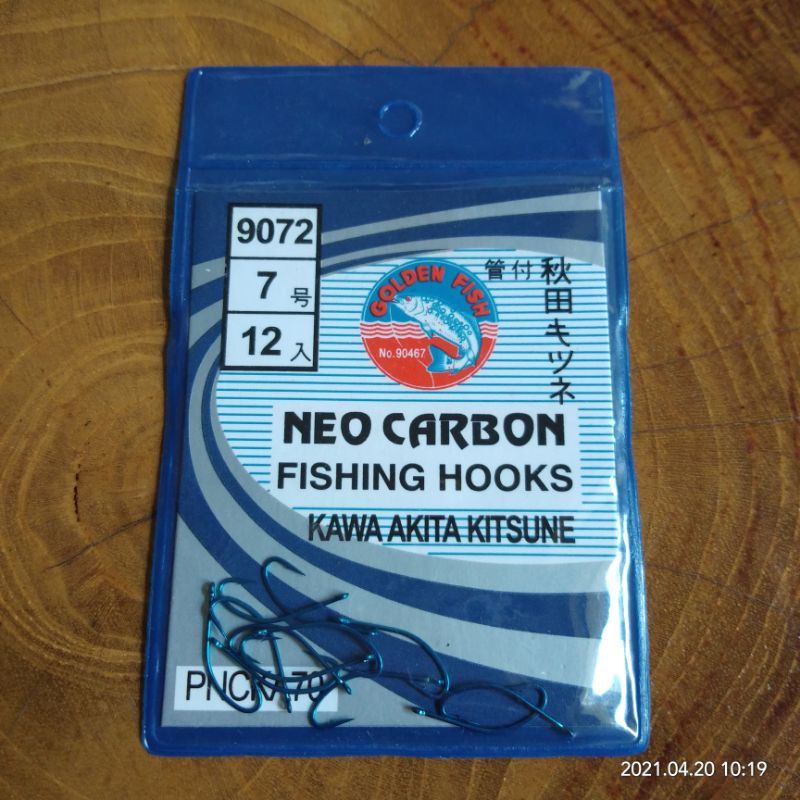 9072
7 号
12 入
GOLDEN FISH
No.90467
管付 秋田キツネ
NEO CARBON
FISHING HOOKS
KAWA AKITA KITSUNE
2021.04.20 10:19